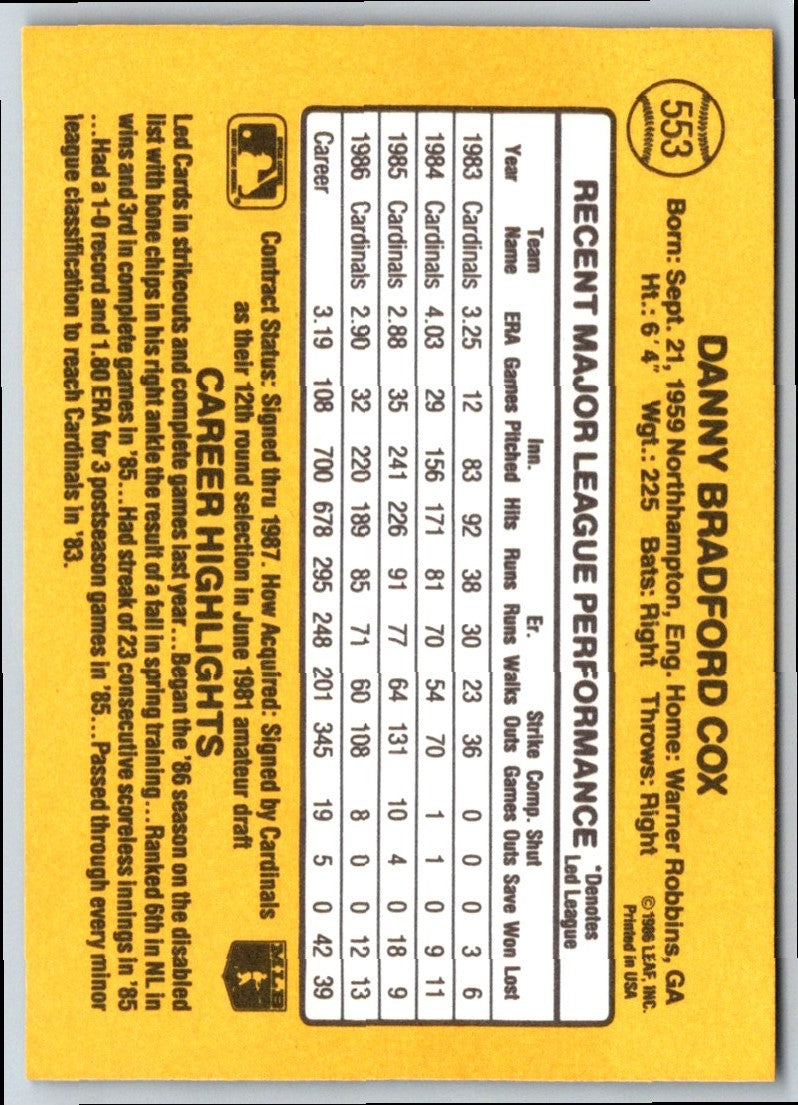 553
DANNY BRADFORD COX
Born: Sept. 21, 1959 Northhampton, Eng. Home: Warner Robbins, GA
Ht.: 6'4" Wgt.: 225 Bats: Right Throws: Right
©1986 LEAF, INC.
Printed in USA
RECENT MAJOR LEAGUE PERFORMANCE *Denotes Led League
Team Inn. Er. Strike Comp. Shut
Year Name ERA Games Pitched Hits Runs Runs Walks Outs Games Outs Save Won Lost
1983 Cardinals 3.25 12 83 92 38 30 23 36 0 0 0 3 6
1984 Cardinals 4.03 29 156 171 81 70 54 70 1 1 0 9 11
1985 Cardinals 2.88 35 241 226 91 77 64 131 10 4 0 18 9
1986 Cardinals 2.90 32 220 189 85 71 60 108 8 0 0 12 13
Career 3.19 108 700 678 295 248 201 345 19 5 0 42 39
Contract Status: Signed thru 1987. How Acquired: Signed by Cardinals
as their 12th round selection in June 1981 amateur draft
MLB
CAREER HIGHLIGHTS
Led Cards in strikeouts and complete games last year...Began the '86 season on the disabled
list with bone chips in his right ankle the result of a fall in spring training...Ranked 6th in NL in
wins and 3rd in complete games in '85...Had streak of 23 consecutive scoreless innings in '85
...Had a 1-0 record and 1.80 ERA for 3 postseason games in '85...Passed through every minor
league classification to reach Cardinals in '83.